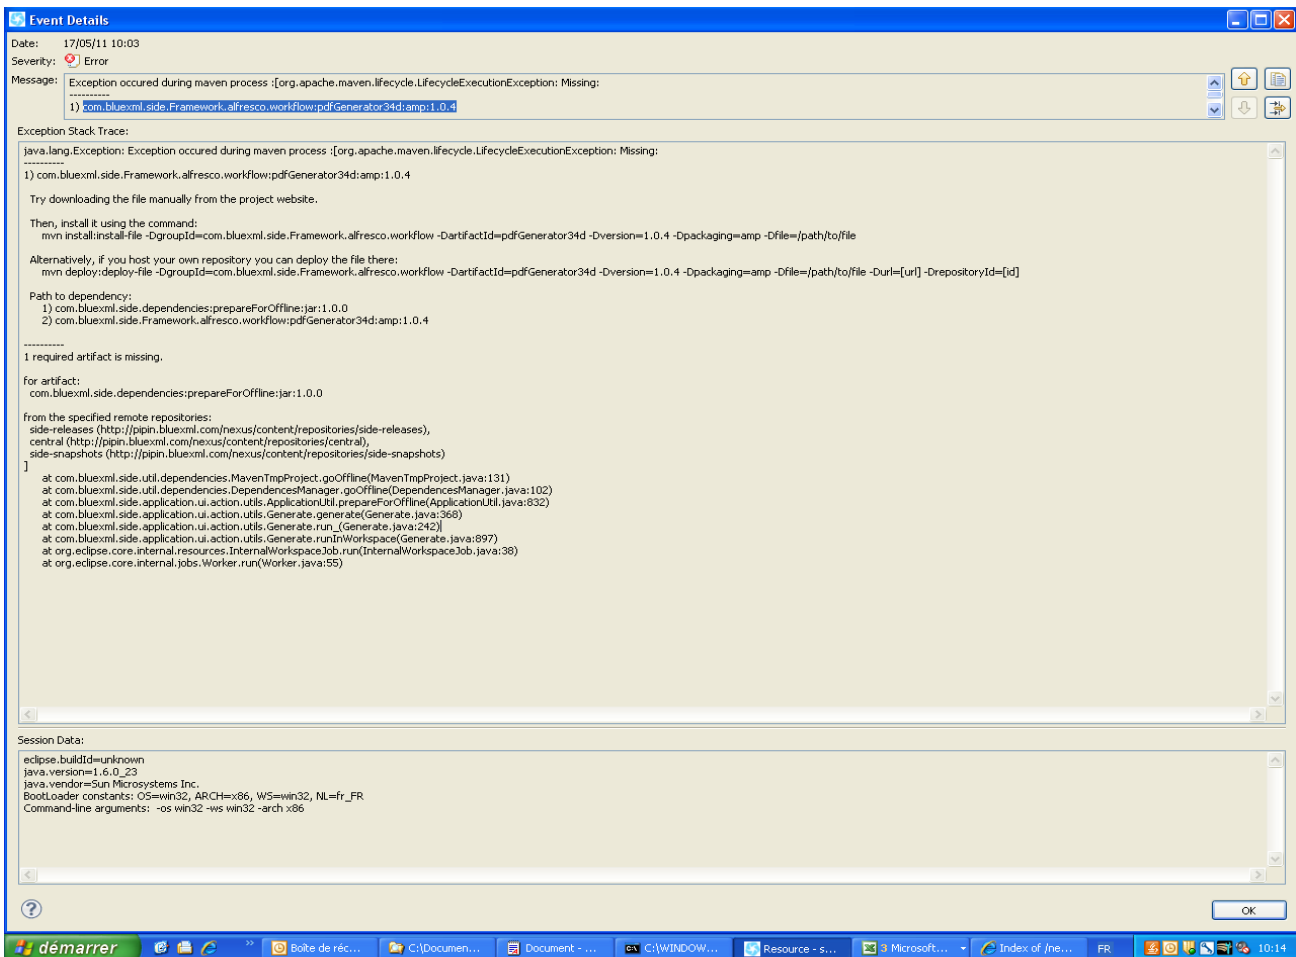 Event Details
Date: 17/05/11 10:03
Severity: Error
Message: Exception occured during maven process :[org.apache.maven.lifecycle.LifecycleExecutionException: Missing:
----------
1) com.bluexml.side.Framework.alfresco.workflow:pdfGenerator34d:amp:1.0.4
Exception Stack Trace:
java.lang.Exception: Exception occured during maven process :[org.apache.maven.lifecycle.LifecycleExecutionException: Missing:
----------
1) com.bluexml.side.Framework.alfresco.workflow:pdfGenerator34d:amp:1.0.4
Try downloading the file manually from the project website.
Then, install it using the command:
mvn install:install-file -DgroupId=com.bluexml.side.Framework.alfresco.workflow -DartifactId=pdfGenerator34d -Dversion=1.0.4 -Dpackaging=amp -Dfile=/path/to/file
Alternatively, if you host your own repository you can deploy the file there:
mvn deploy:deploy-file -DgroupId=com.bluexml.side.Framework.alfresco.workflow -DartifactId=pdfGenerator34d -Dversion=1.0.4 -Dpackaging=amp -Dfile=/path/to/file -Durl=[url] -DrepositoryId=[id]
Path to dependency:
1) com.bluexml.side.dependencies:prepareForOffline:jar:1.0.0
2) com.bluexml.side.Framework.alfresco.workflow:pdfGenerator34d:amp:1.0.4
----------
1 required artifact is missing.
for artifact:
com.bluexml.side.dependencies:prepareForOffline:jar:1.0.0
from the specified remote repositories:
side-releases (http://pipin.bluexml.com/nexus/content/repositories/side-releases),
central (http://pipin.bluexml.com/nexus/content/repositories/central),
side-snapshots (http://pipin.bluexml.com/nexus/content/repositories/side-snapshots)
]
at com.bluexml.side.util.dependencies.MavenTmpProject.goOffline(MavenTmpProject.java:131)
at com.bluexml.side.util.dependencies.DependencesManager.goOffline(DependencesManager.java:102)
at com.bluexml.side.application.ui.action.utils.ApplicationUtil.prepareForOffline(ApplicationUtil.java:832)
at com.bluexml.side.application.ui.action.utils.Generate.generate(Generate.java:368)
at com.bluexml.side.application.ui.action.utils.Generate.run_(Generate.java:242)
at com.bluexml.side.application.ui.action.utils.Generate.runInWorkspace(Generate.java:897)
at org.eclipse.core.internal.resources.InternalWorkspaceJob.run(InternalWorkspaceJob.java:38)
at org.eclipse.core.internal.jobs.Worker.run(Worker.java:55)
Session Data:
eclipse.buildId=unknown
java.version=1.6.0_23
java.vendor=Sun Microsystems Inc.
BootLoader constants: OS=win32, ARCH=x86, WS=win32, NL=fr_FR
Command-line arguments: -os win32 -ws win32 -arch x86
OK
démarrer Boîte de réc... C:\Documen... Document - ... C:\WINDOW... Resource - s... 3 Microsoft... Index of /ne... FR 10:14